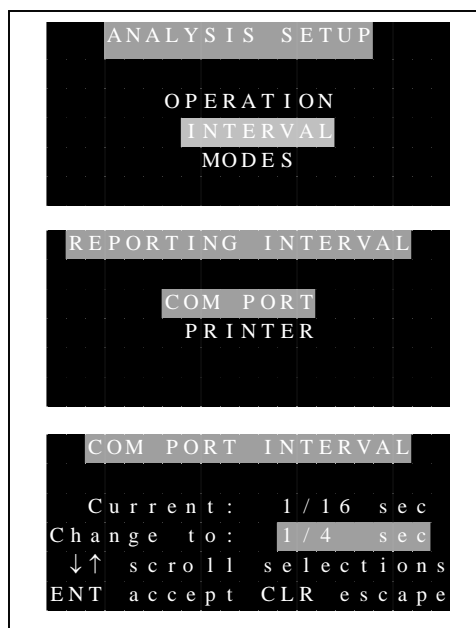 ANALYSIS SETUP
OPERATION
INTERVAL
MODES
REPORTING INTERVAL
COM PORT
PRINTER
COM PORT INTERVAL
Current: 1/16 sec
Change to: 1/4 sec
↓↑ scroll selections
ENT accept CLR escape